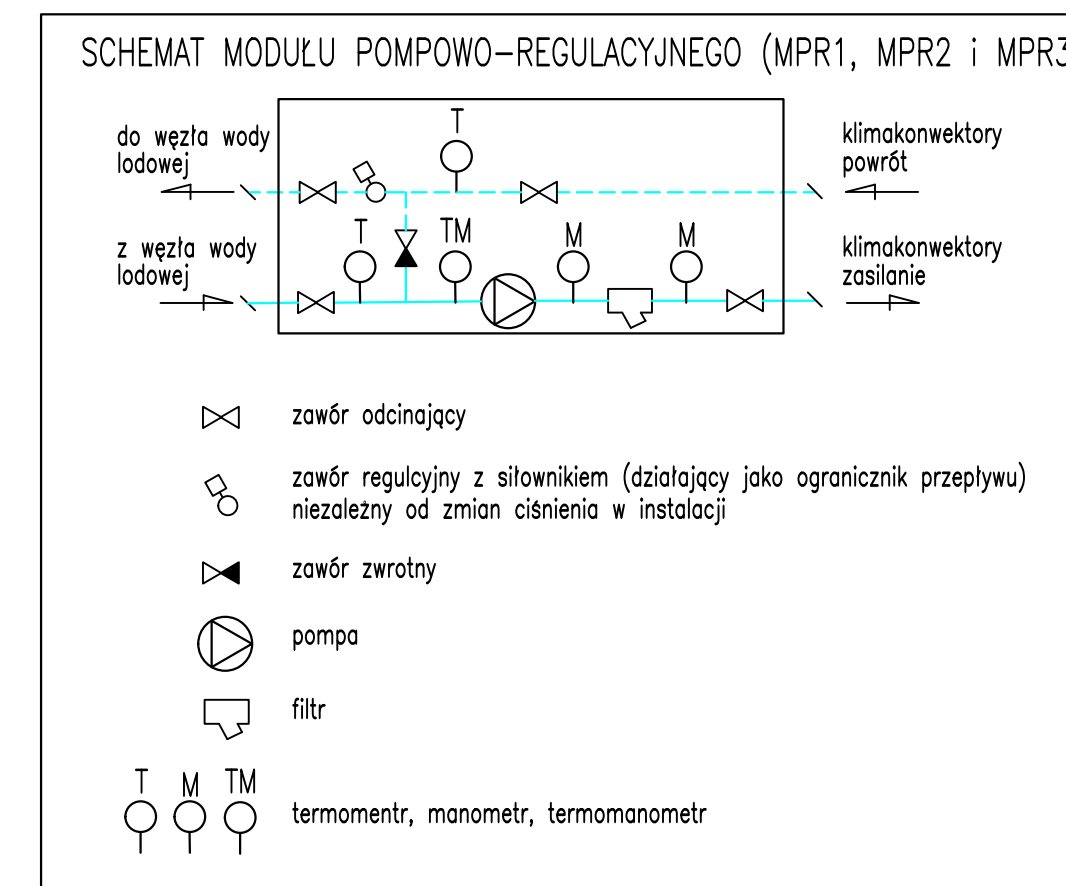 SCHEMAT MODUŁU POMPOWO-REGULACYJNEGO (MPR1, MPR2 i MPR3
T
do węzła wody
lodowej
klimakonwektory
powrót
T
TM
M
M
z węzła wody
lodowej
klimakonwektory
zasilanie
zawór odcinający
zawór regulcyjny z siłownikiem (działający jako ogranicznik przepływu)
niezależny od zmian ciśnienia w instalacji
zawór zwrotny
pompa
filtr
T M TM
termomentr, manometr, termomanometr